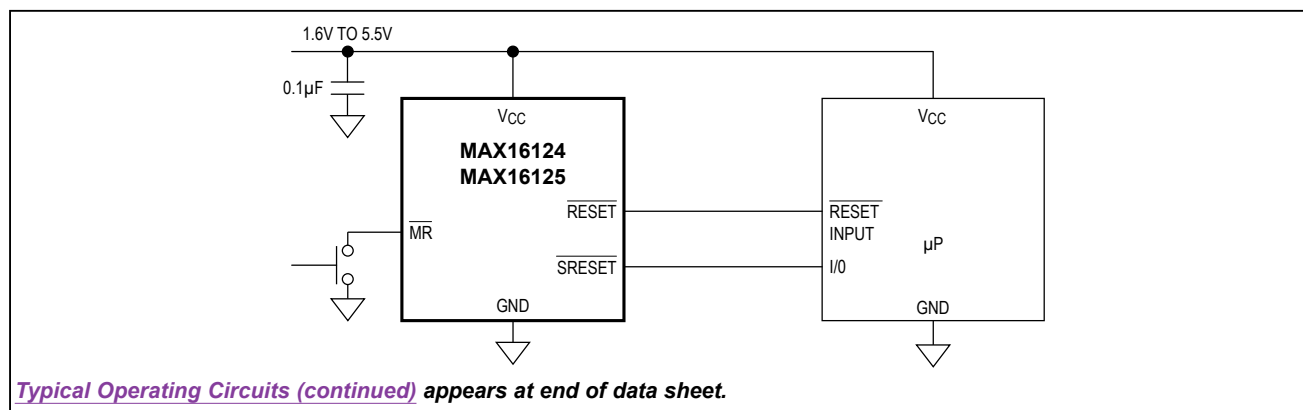 1.6V TO 5.5V
0.1µF
VCC
MAX16124
MAX16125
RESET
MR
SRESET
GND
VCC
RESET
INPUT
µP
I/0
GND
Typical Operating Circuits (continued) appears at end of data sheet.